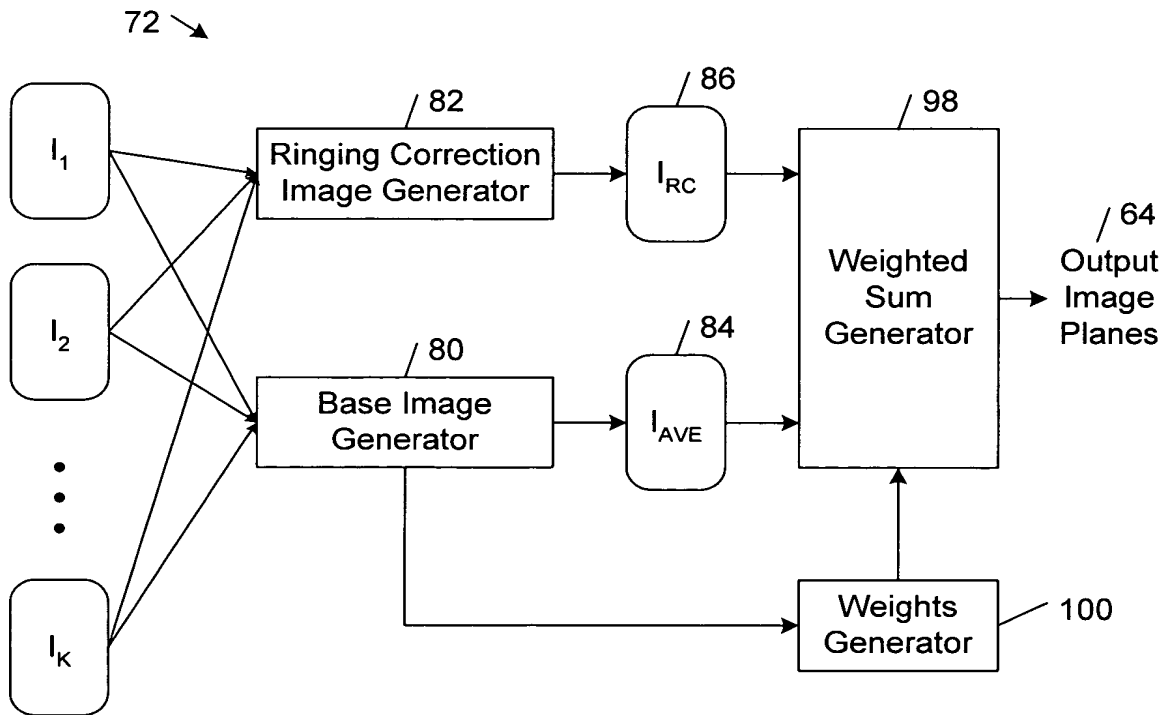 72
I1
I2
IK
82
Ringing Correction
Image Generator
86
IRC
98
Weighted
Sum
Generator
64
Output
Image
Planes
80
Base Image
Generator
84
IAVE
Weights
Generator
100